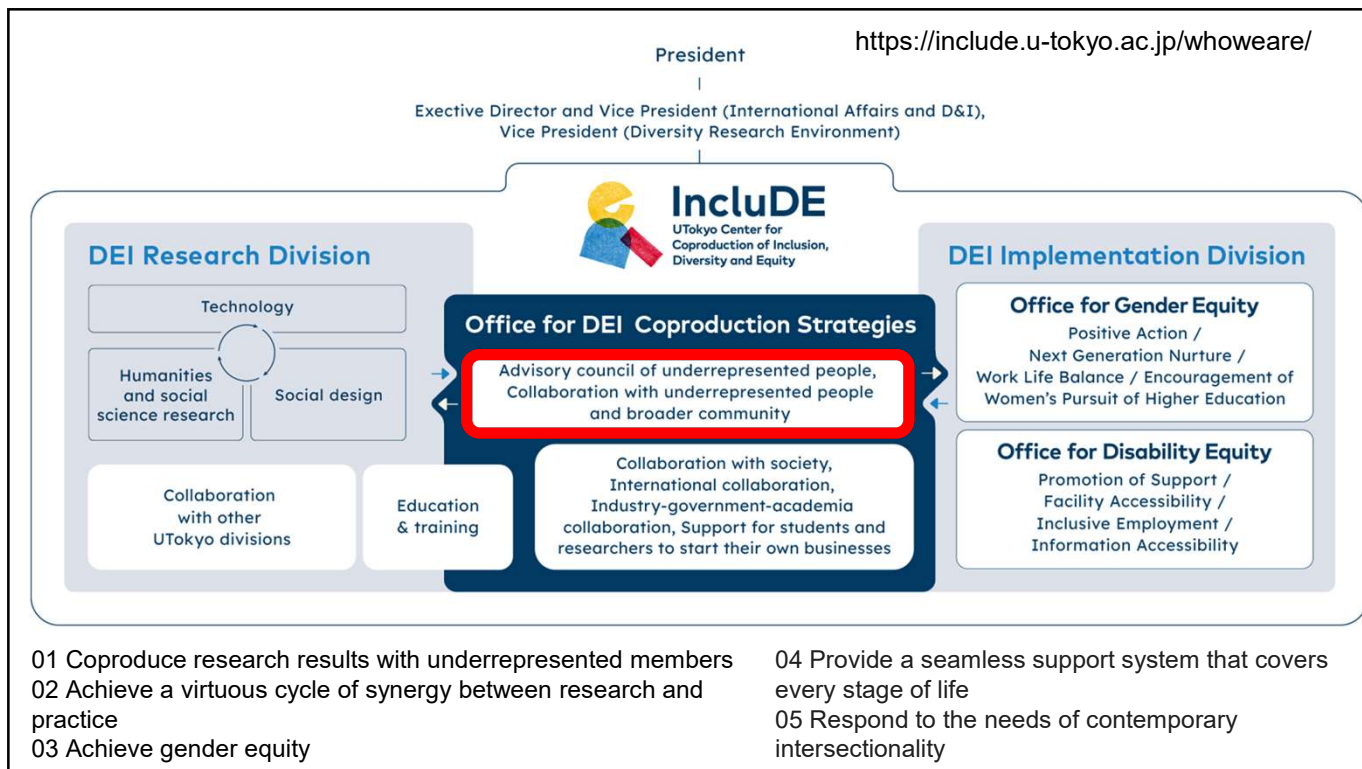 https://include.u-tokyo.ac.jp/whoweare/
President
Exective Director and Vice President (International Affairs and D&I),
Vice President (Diversity Research Environment)
IncluDE
UTokyo Center for
Coproduction of Inclusion,
Diversity and Equity
DEI Research Division
Technology
Humanities
and social
science research
Social design
Collaboration
with other
UTokyo divisions
Education
& training
Office for DEI Coproduction Strategies
Advisory council of underrepresented people,
Collaboration with underrepresented people
and broader community
Collaboration with society,
International collaboration,
Industry-government-academia
collaboration, Support for students and
researchers to start their own businesses
DEI Implementation Division
Office for Gender Equity
Positive Action /
Next Generation Nurture /
Work Life Balance / Encouragement of
Women's Pursuit of Higher Education
Office for Disability Equity
Promotion of Support /
Facility Accessibility /
Inclusive Employment /
Information Accessibility
01 Coproduce research results with underrepresented members
02 Achieve a virtuous cycle of synergy between research and
practice
03 Achieve gender equity
04 Provide a seamless support system that covers
every stage of life
05 Respond to the needs of contemporary
intersectionality